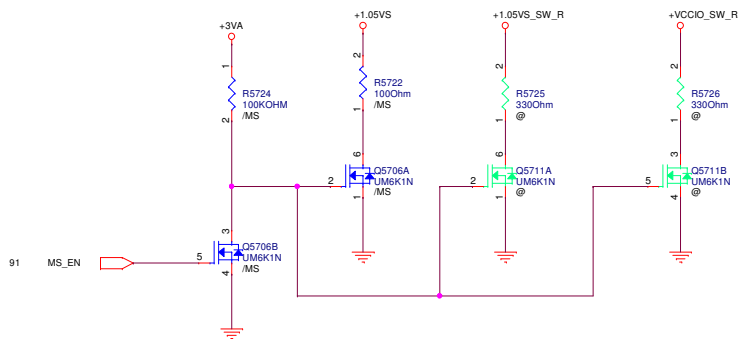 +3VA
+1.05VS
+1.05VS_SW_R
+VCCIO_SW_R
1
R5724
100KOHM
/MS
2
2
R5722
100Ohm
/MS
1
2
R5725
330Ohm
@
1
2
R5726
330Ohm
@
1
6
2
Q5706A
UM6K1N
/MS
1
6
2
Q5711A
UM6K1N
@
1
3
5
Q5711B
UM6K1N
@
4
91
MS_EN
3
5
Q5706B
UM6K1N
/MS
4